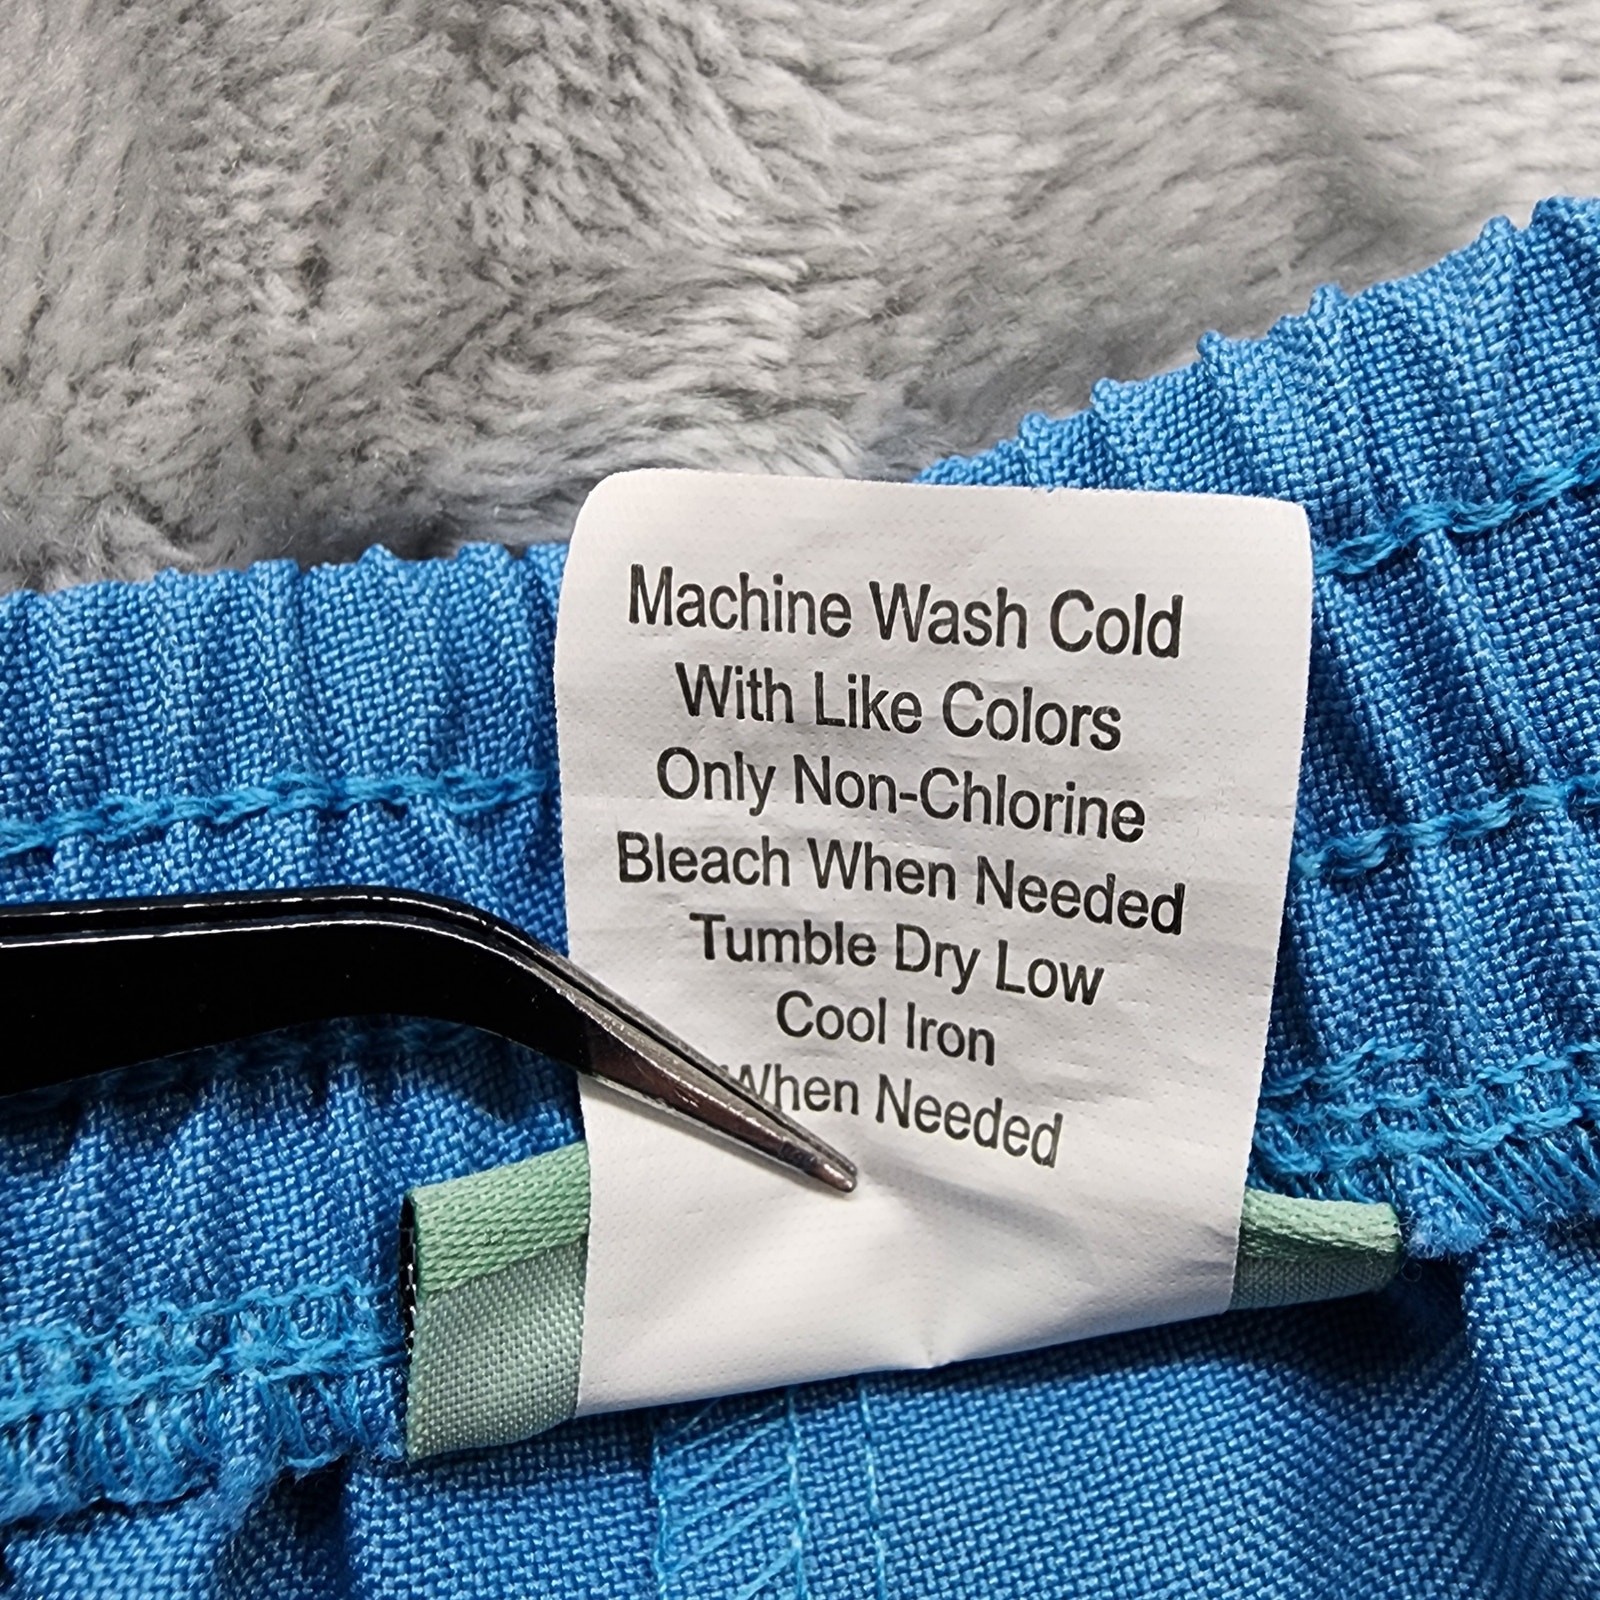 Machine Wash Cold
With Like Colors
Only Non-Chlorine
Bleach When Needed
Tumble Dry Low
Cool Iron
When Needed